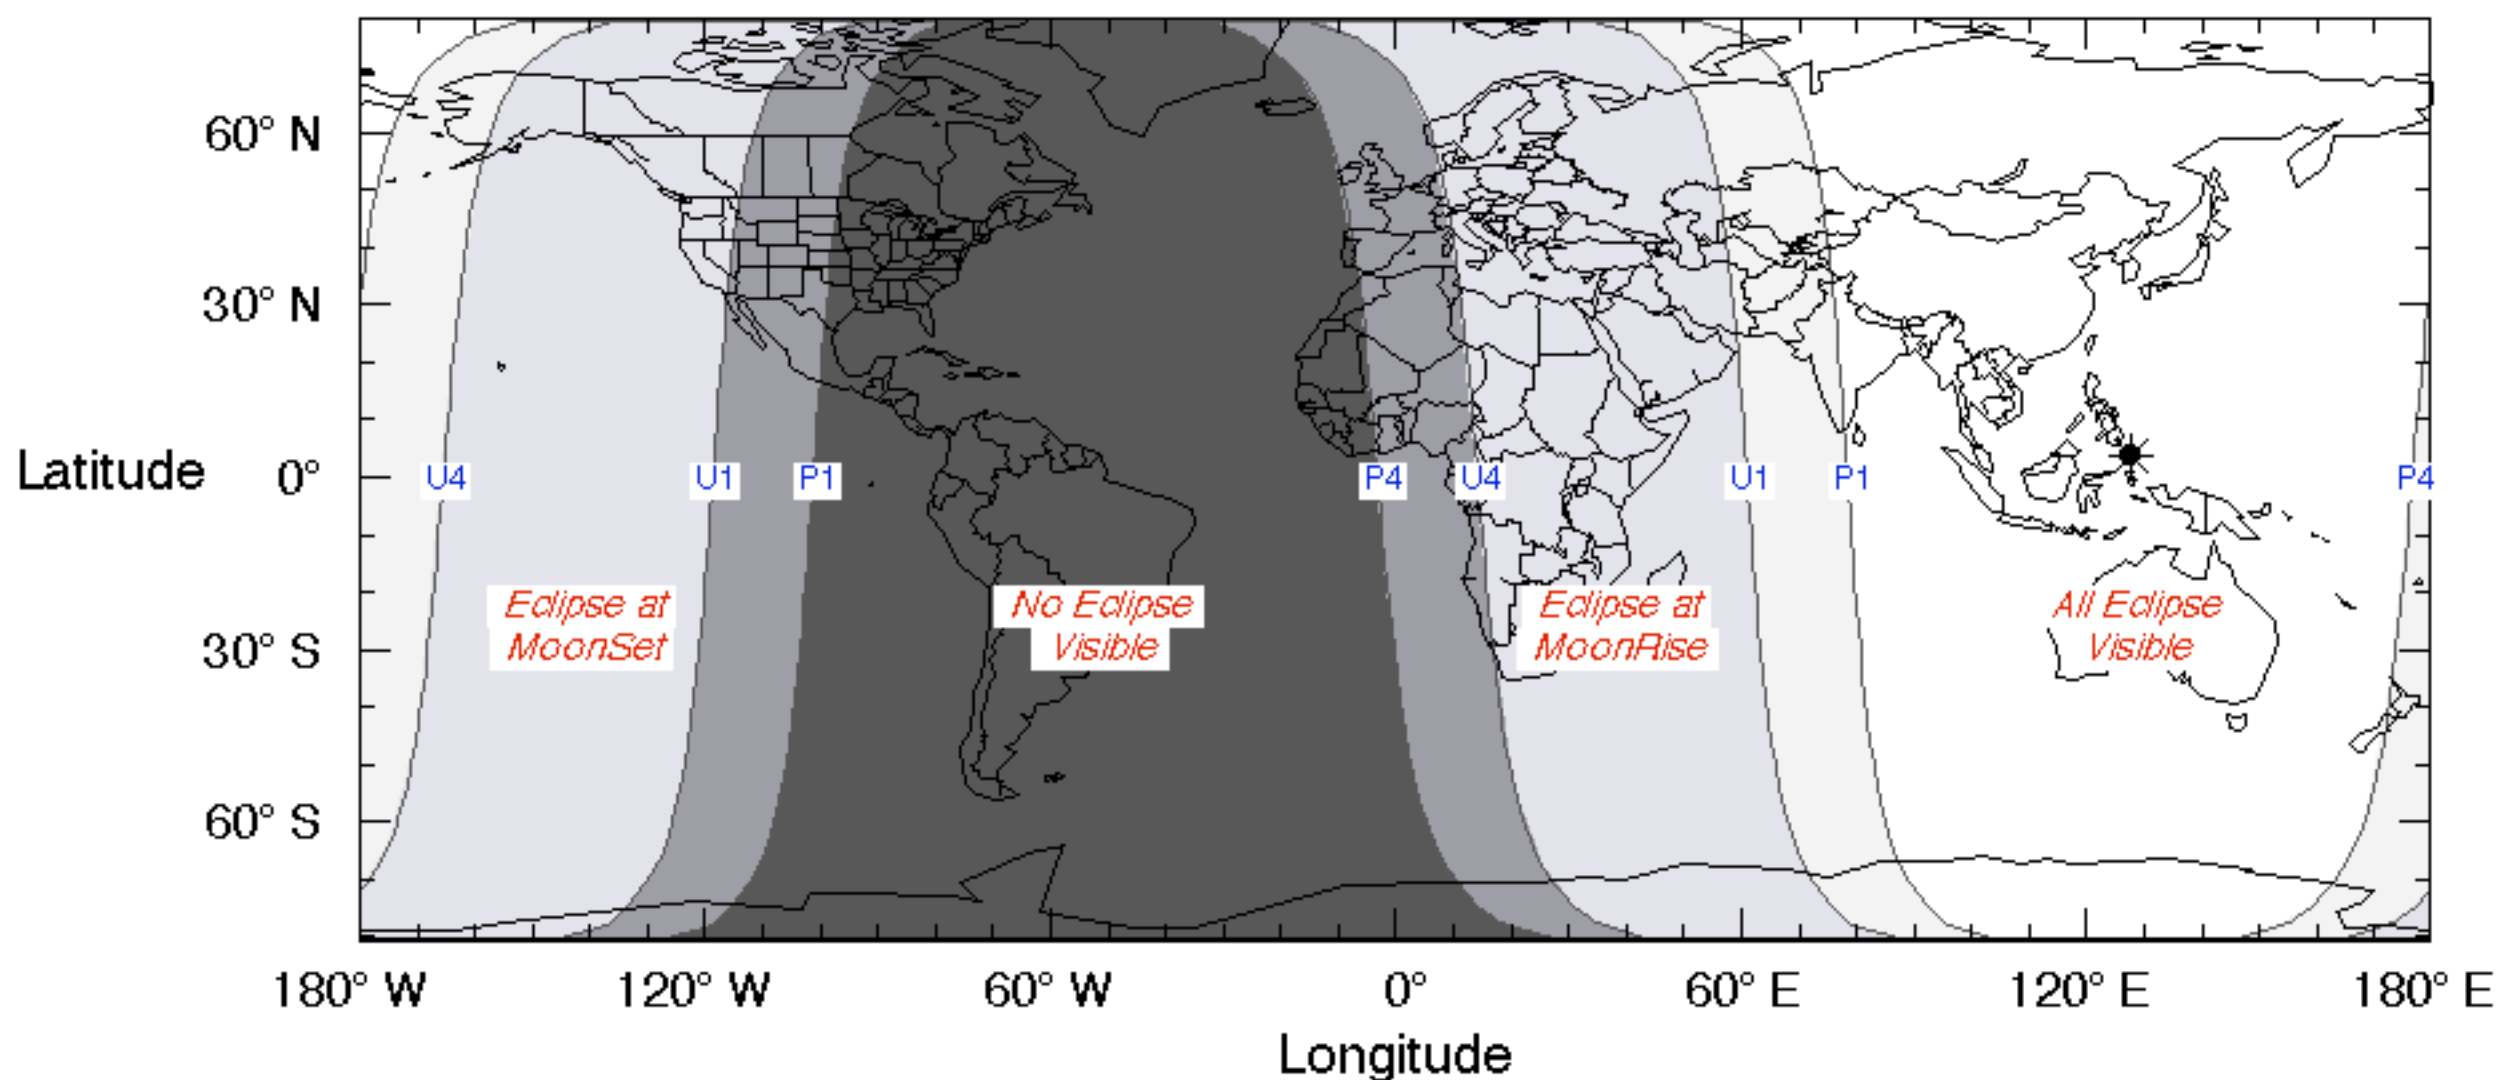 60° N
30° N
Latitude 0°
U4 U1 P1 P4 U4 U1 P1 P4
Eclipse at
MoonSet
No Eclipse
Visible
Eclipse at
MoonRise
All Eclipse
Visible
30° S
60° S
180° W 120° W 60° W 0° 60° E 120° E 180° E
Longitude